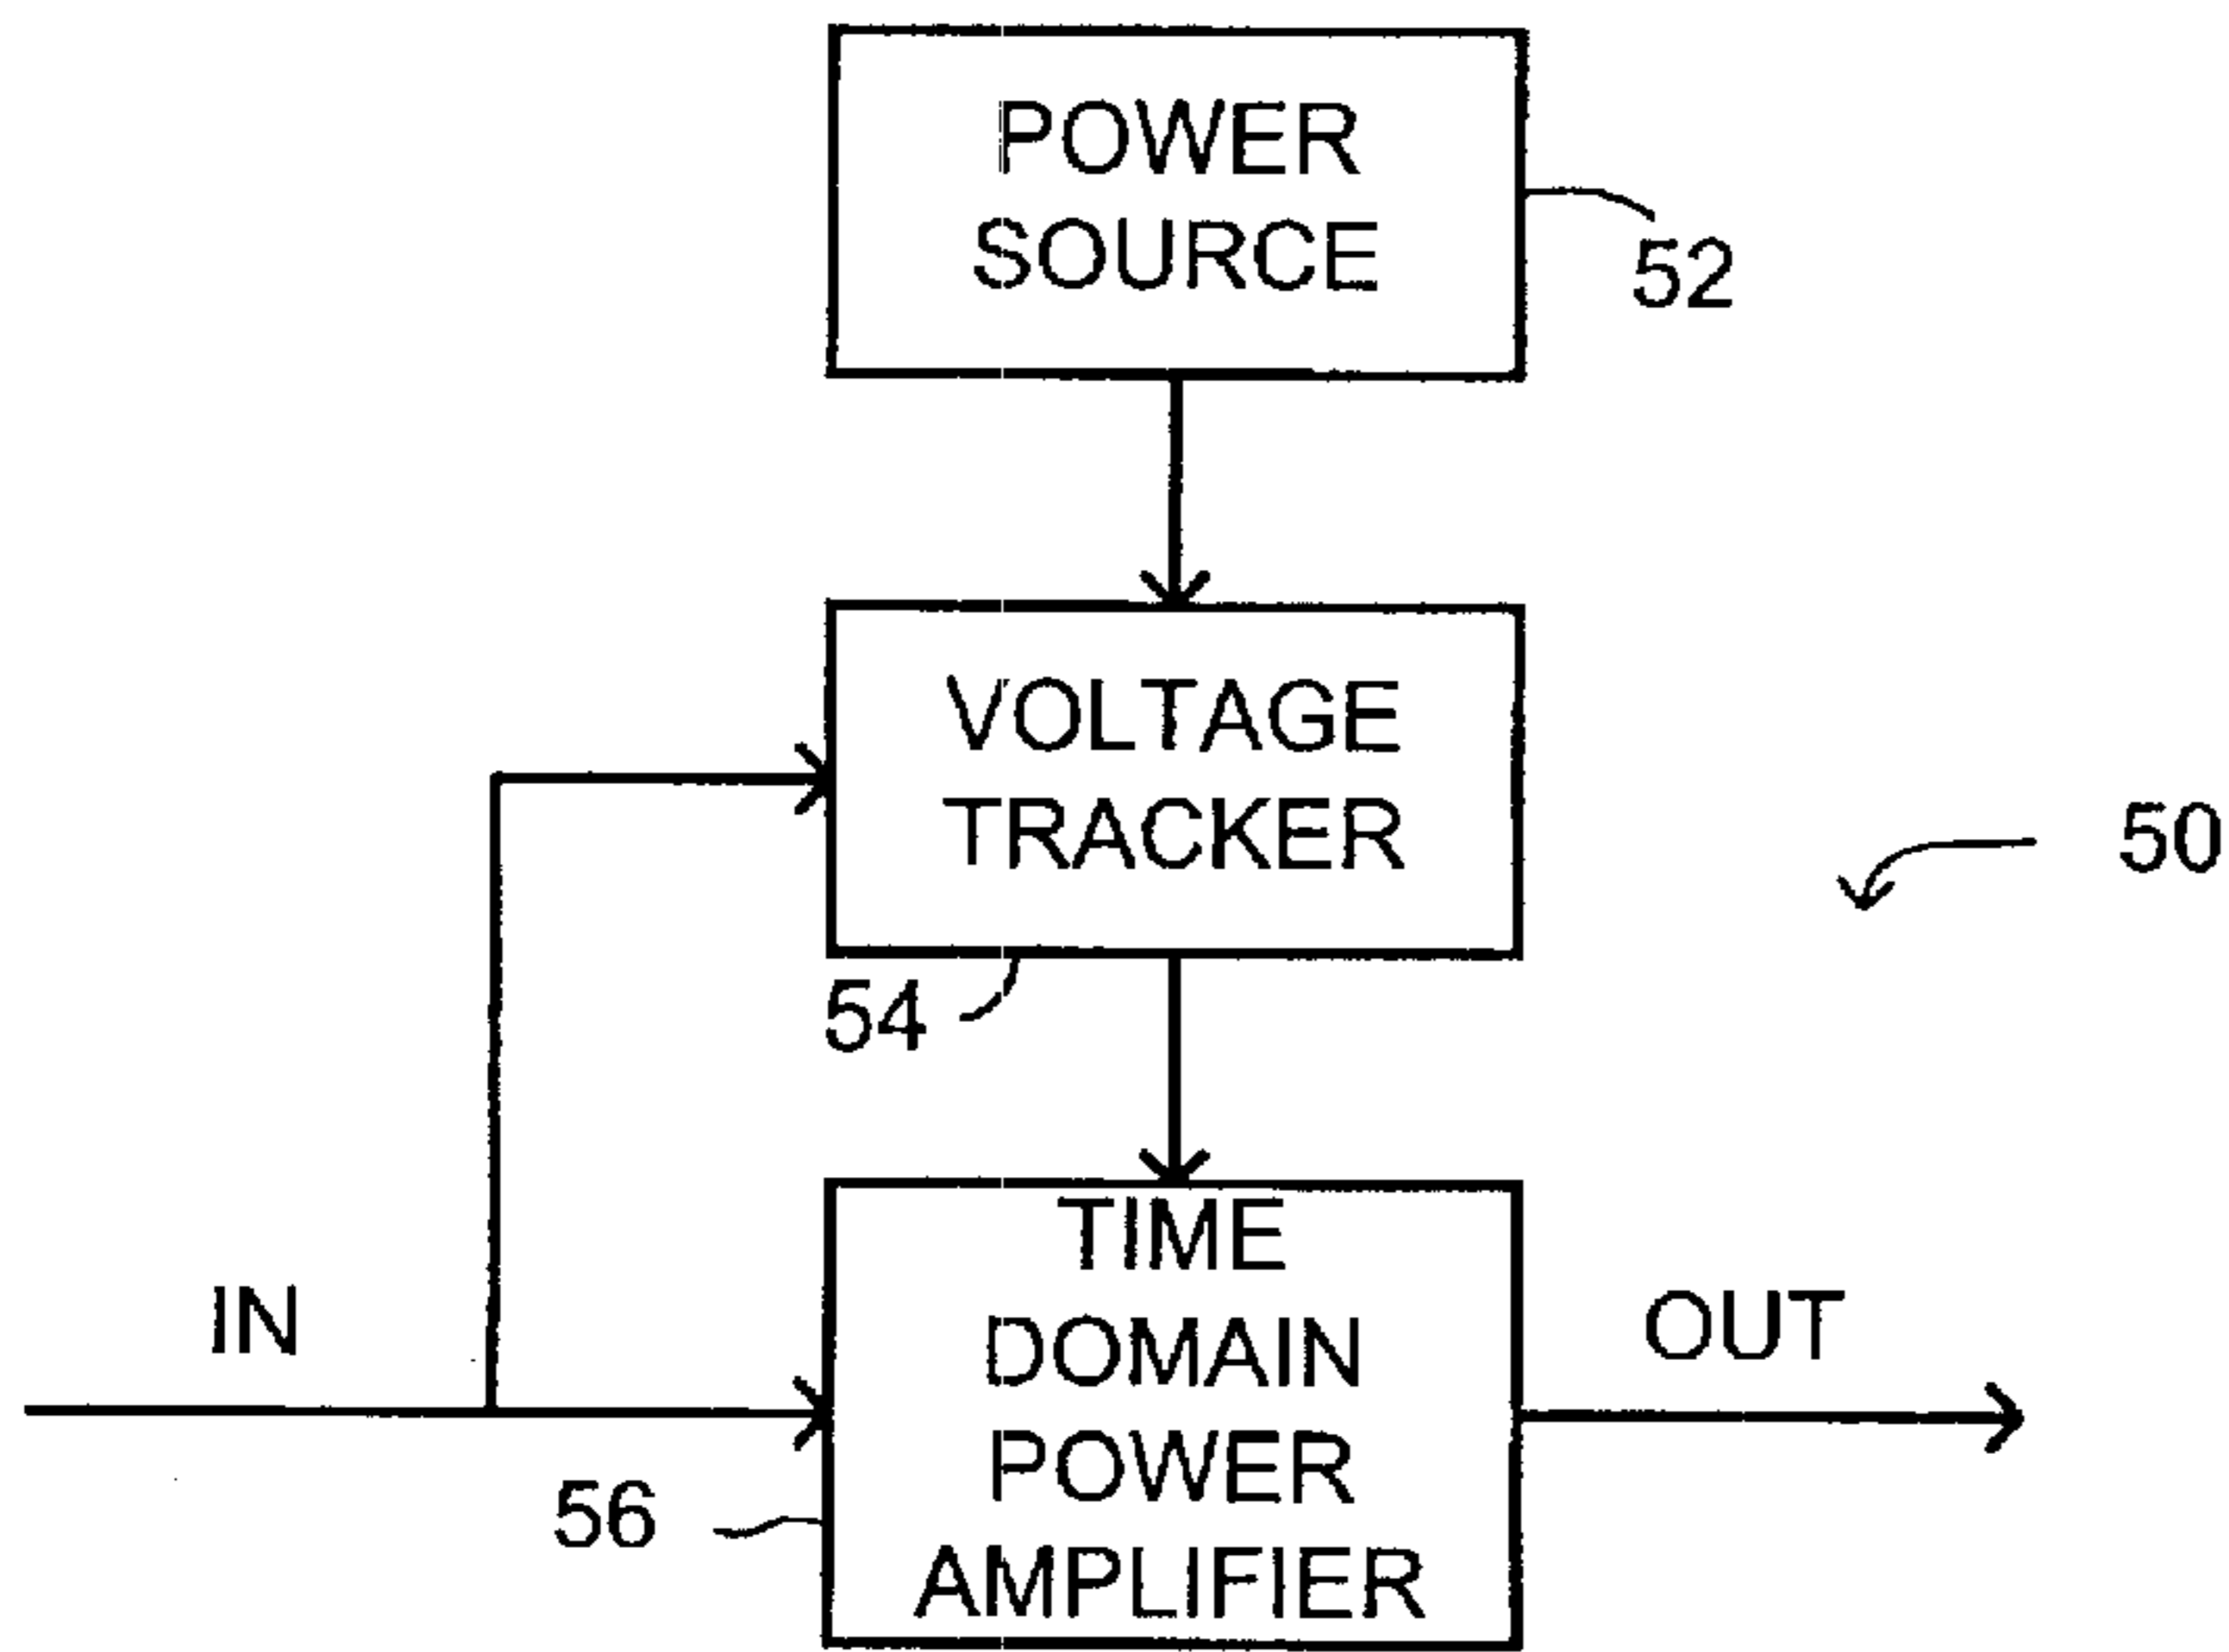 POWER
SOURCE
52
VOLTAGE
TRACKER
50
54
TIME
DOMAIN
POWER
AMPLIFIER
IN
OUT
56